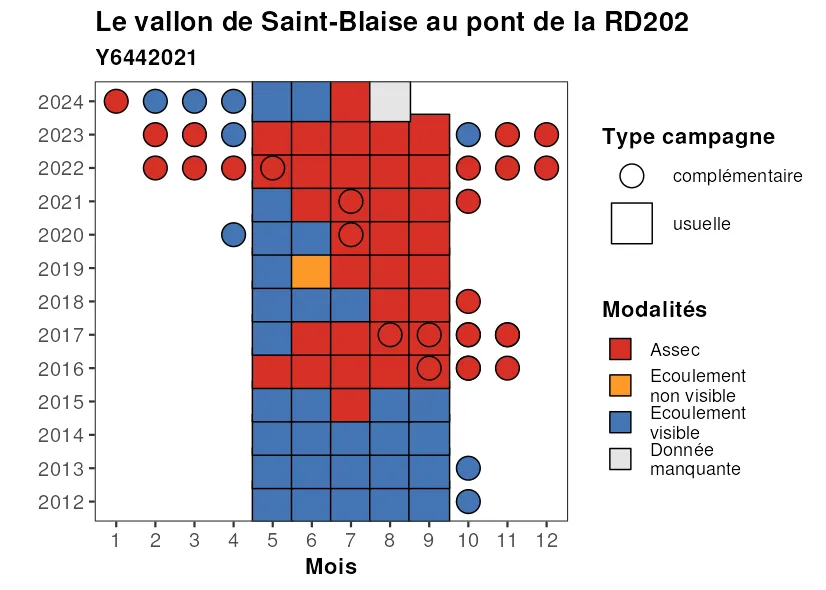 Le vallon de Saint-Blaise au pont de la RD202
Y6442021
2024
2023
2022
2021
2020
2019
2018
2017
2016
2015
2014
2013
2012
1 2 3 4 5 6 7 8 9 10 11 12
Mois
Type campagne
complémentaire
usuelle
Modalités
Assec
Ecoulement
non visible
Ecoulement
visible
Donnée
manquante